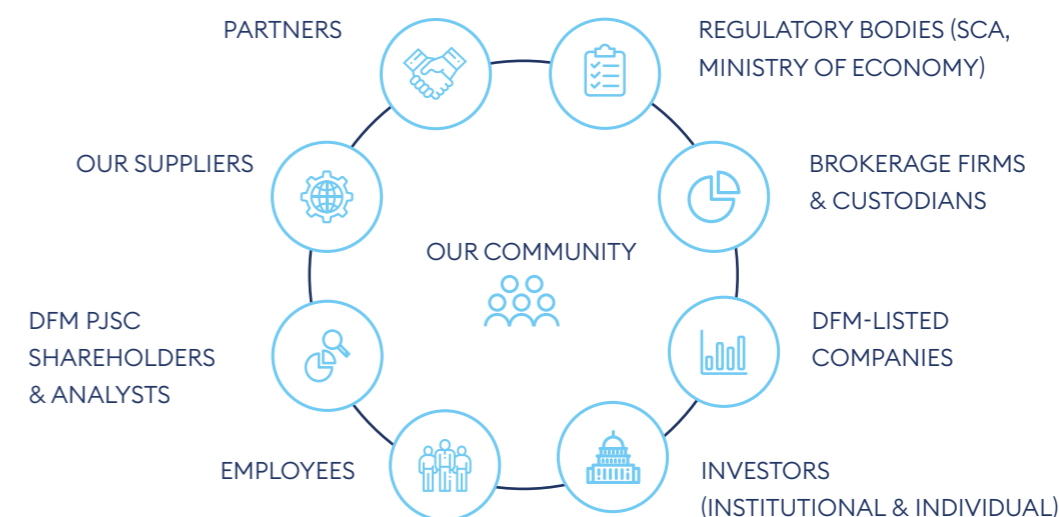 PARTNERS
REGULATORY BODIES (SCA,
MINISTRY OF ECONOMY)
OUR SUPPLIERS
BROKERAGE FIRMS
& CUSTODIANS
OUR COMMUNITY
DFM PJSC
SHAREHOLDERS
& ANALYSTS
DFM-LISTED
COMPANIES
EMPLOYEES
INVESTORS
(INSTITUTIONAL & INDIVIDUAL)